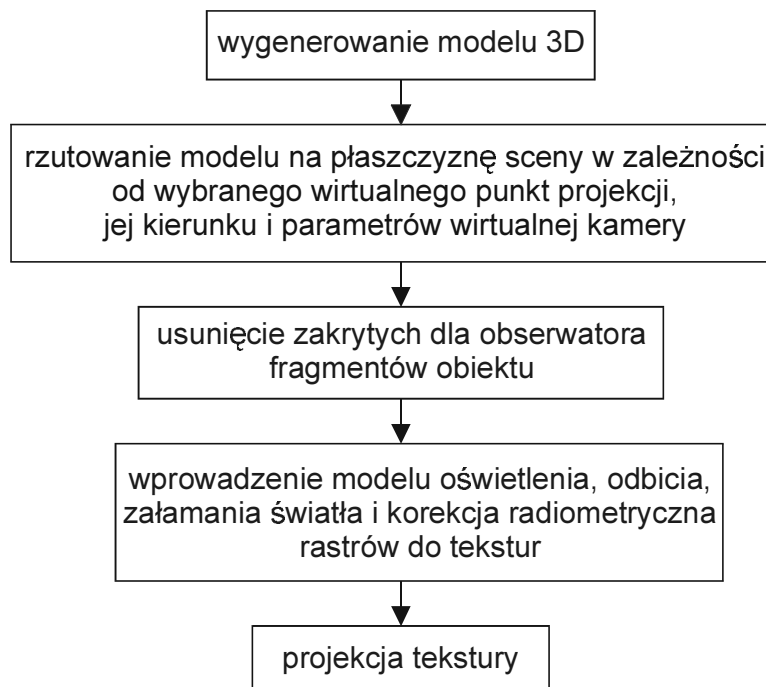 wygenerowanie modelu 3D
rzutowanie modelu na płaszczyznę sceny w zależności
od wybranego wirtualnego punkt projekcji,
jej kierunku i parametrów wirtualnej kamery
usunięcie zakrytych dla obserwatora
fragmentów obiektu
wprowadzenie modelu oświetlenia, odbicia,
załamania światła i korekcja radiometryczna
rastrów do tekstur
projekcja tekstury